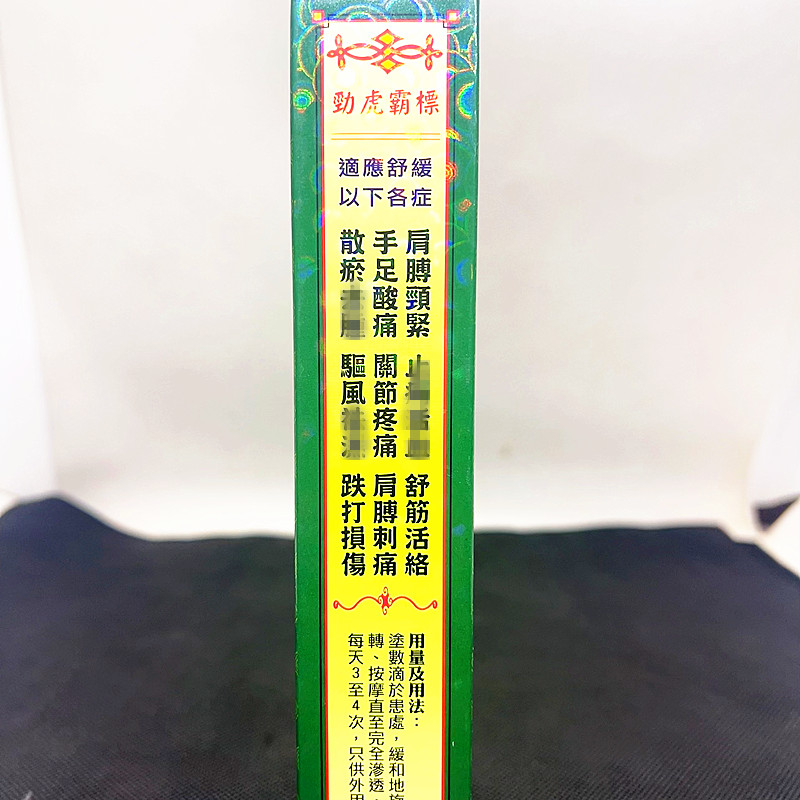 勁虎霸標
適應舒緩
以下各症
肩膊頸緊
手足酸痛
散瘀
關節疼痛
驅風
舒筋活絡
肩膊刺痛
跌打損傷
用量及用法：
塗數滴於患處，緩和地旋
轉、按摩直至完全滲透，
每天3至4次，只供外用